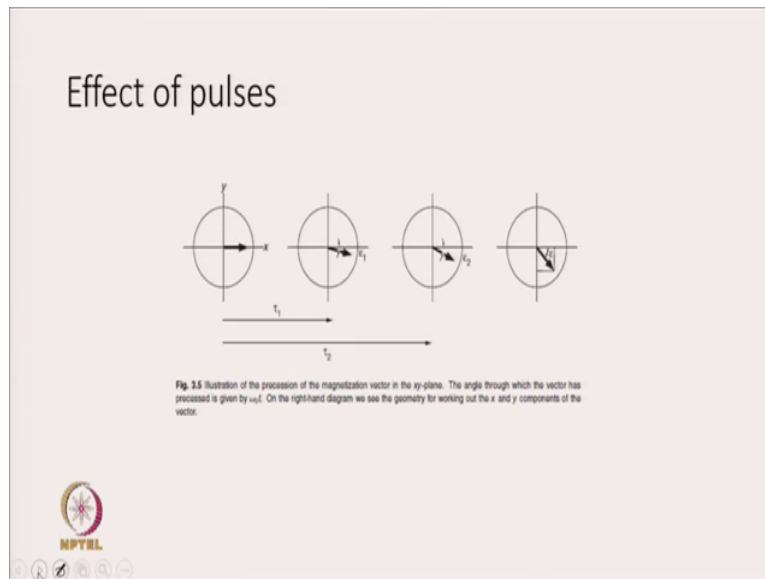 Effect of pulses
y
x
ε₁
ε₂
ε
τ₁
τ₂
Fig. 3.5 Illustration of the precession of the magnetization vector in the xy-plane. The angle through which the vector has
precessed is given by ω₀t. On the right-hand diagram we see the geometry for working out the x and y components of the
vector.
NPTEL